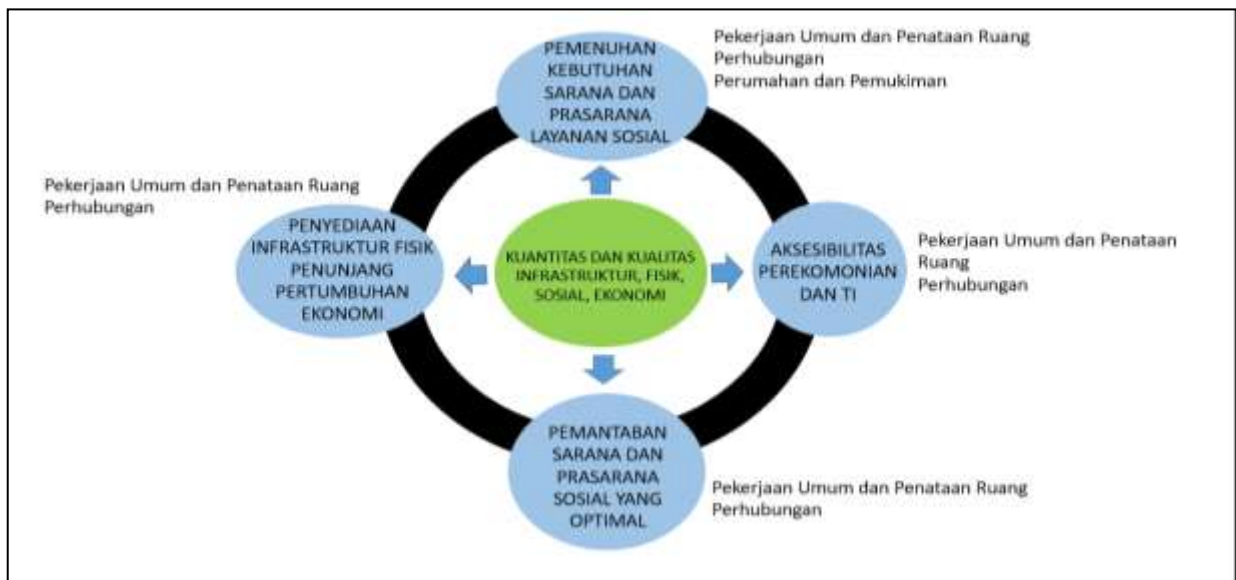 PEMENUHAN
KEBUTUHAN
SARANA DAN
PRASARANA
LAYANAN SOSIAL
Pekerjaan Umum dan Penataan Ruang
Perhubungan
Perumahan dan Pemukiman
Pekerjaan Umum dan Penataan Ruang
Perhubungan
PENYEDIAAN
INFRASTRUKTUR FISIK
PENUNJANG
PERTUMBUHAN
EKONOMI
KUANTITAS DAN KUALITAS
INFRASTRUKTUR, FISIK,
SOSIAL, EKONOMI
AKSESIBILITAS
PEREKOMONIAN
DAN TI
Pekerjaan Umum dan Penataan
Ruang
Perhubungan
PEMANTABAN
SARANA DAN
PRASARANA
SOSIAL YANG
OPTIMAL
Pekerjaan Umum dan Penataan Ruang
Perhubungan